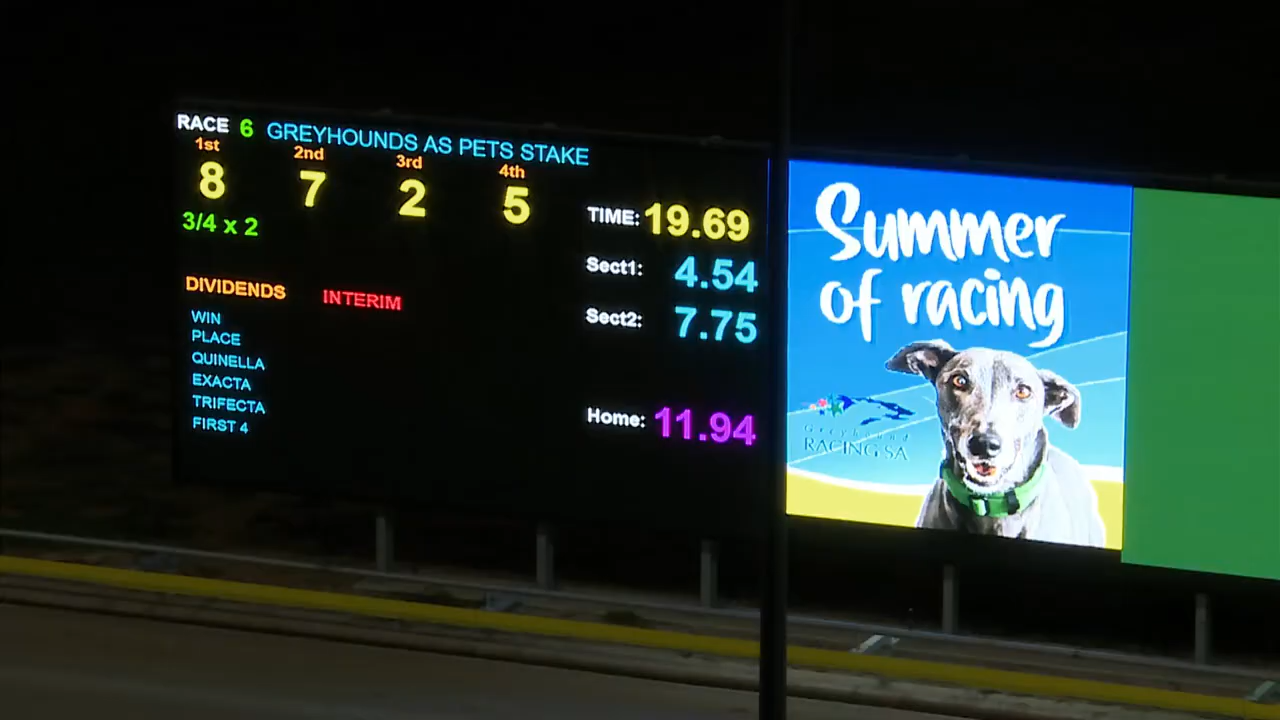 RACE 6 GREYHOUNDS AS PETS STAKE
1st 2nd 3rd 4th
8 7 2 5
3/4 x 2
TIME: 19.69
Sect1: 4.54
Sect2: 7.75
Home: 11.94
DIVIDENDS INTERIM
WIN
PLACE
QUINELLA
EXACTA
TRIFECTA
FIRST 4
Summer
of racing
Greyhound
RACING SA